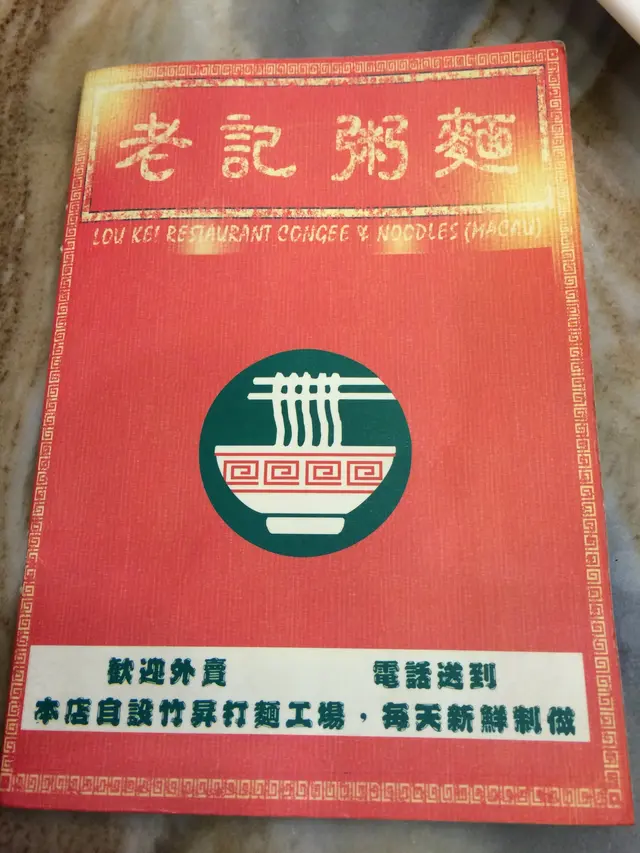 老記粥麵
LOU KEI RESTAURANT CONGEE & NOODLES (MACAU)
歡迎外賣 電話送到
本店自設竹昇打麵工場，每天新鮮制做